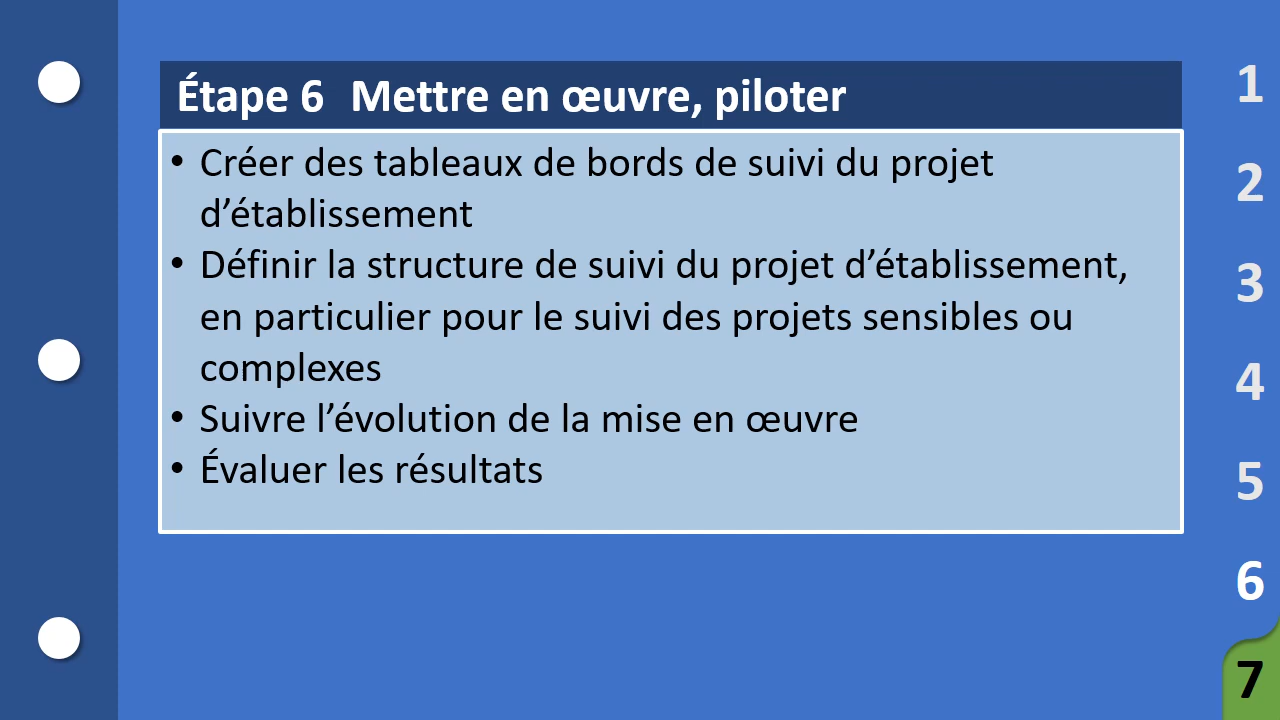 Étape 6 Mettre en œuvre, piloter
• Créer des tableaux de bords de suivi du projet
d’établissement
• Définir la structure de suivi du projet d’établissement,
en particulier pour le suivi des projets sensibles ou
complexes
• Suivre l’évolution de la mise en œuvre
• Évaluer les résultats
1
2
3
4
5
6
7